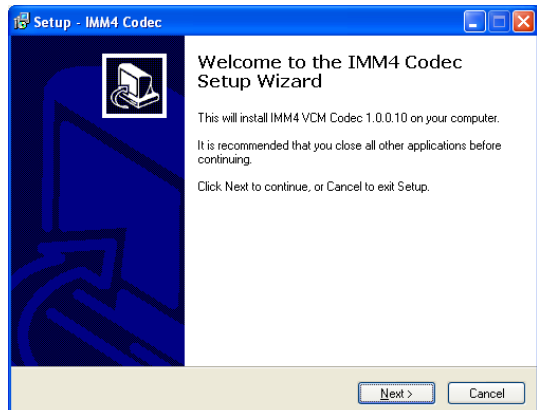 Setup - IMM4 Codec
Welcome to the IMM4 Codec
Setup Wizard
This will install IMM4 VCM Codec 1.0.0.10 on your computer.
It is recommended that you close all other applications before
continuing.
Click Next to continue, or Cancel to exit Setup.
Next >
Cancel